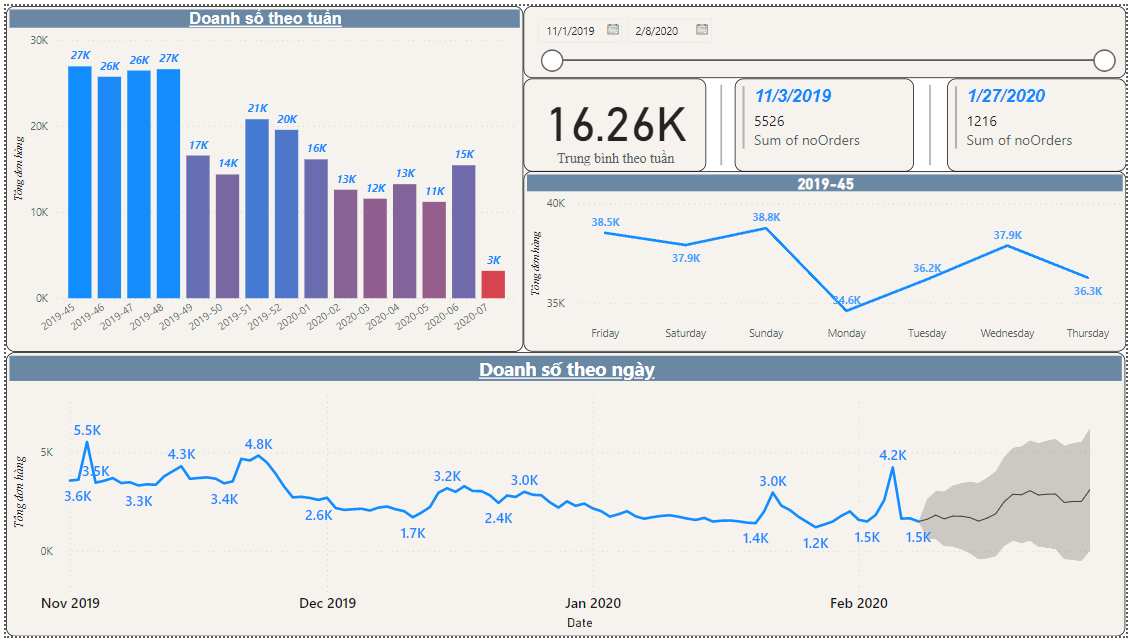 Doanh số theo tuần
Tổng đơn hàng
30K
20K
10K
0K
27K
26K
26K
27K
17K
14K
21K
20K
16K
13K
12K
13K
11K
15K
3K
2019-45
2019-46
2019-47
2019-48
2019-49
2019-50
2019-51
2019-52
2020-01
2020-02
2020-03
2020-04
2020-05
2020-06
2020-07
11/1/2019
2/8/2020
16.26K
Trung bình theo tuần
11/3/2019
5526
Sum of noOrders
1/27/2020
1216
Sum of noOrders
2019-45
Tổng đơn hàng
40K
35K
38.5K
37.9K
38.8K
34.6K
36.2K
37.9K
36.3K
Friday
Saturday
Sunday
Monday
Tuesday
Wednesday
Thursday
Doanh số theo ngày
Tổng đơn hàng
5K
0K
3.6K
5.5K
3.5K
3.3K
4.3K
3.4K
4.8K
2.6K
1.7K
3.2K
2.4K
3.0K
1.4K
3.0K
1.2K
1.5K
4.2K
1.5K
Nov 2019
Dec 2019
Jan 2020
Feb 2020
Date